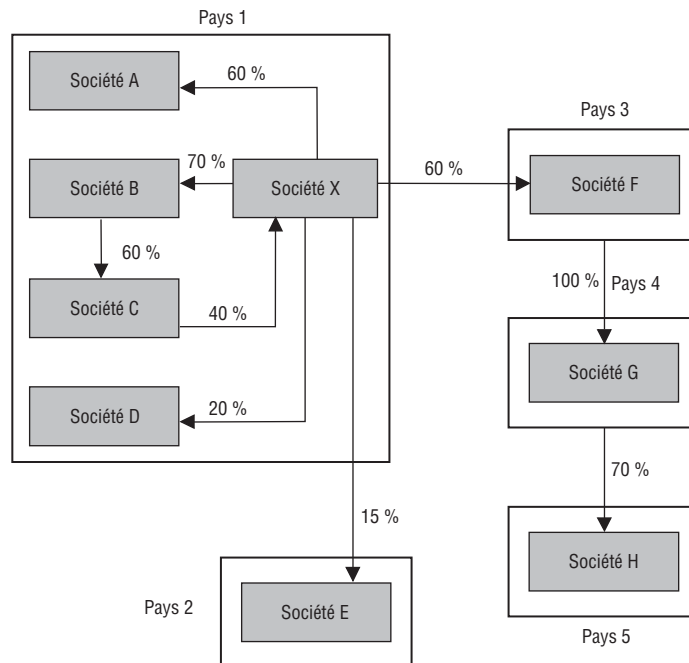 Pays 1
Société A
60 %
Pays 3
Société B
70 %
Société X
60 %
Société F
60 %
100 %
Pays 4
Société C
40 %
Société G
Société D
20 %
70 %
15 %
Société H
Pays 2
Société E
Pays 5